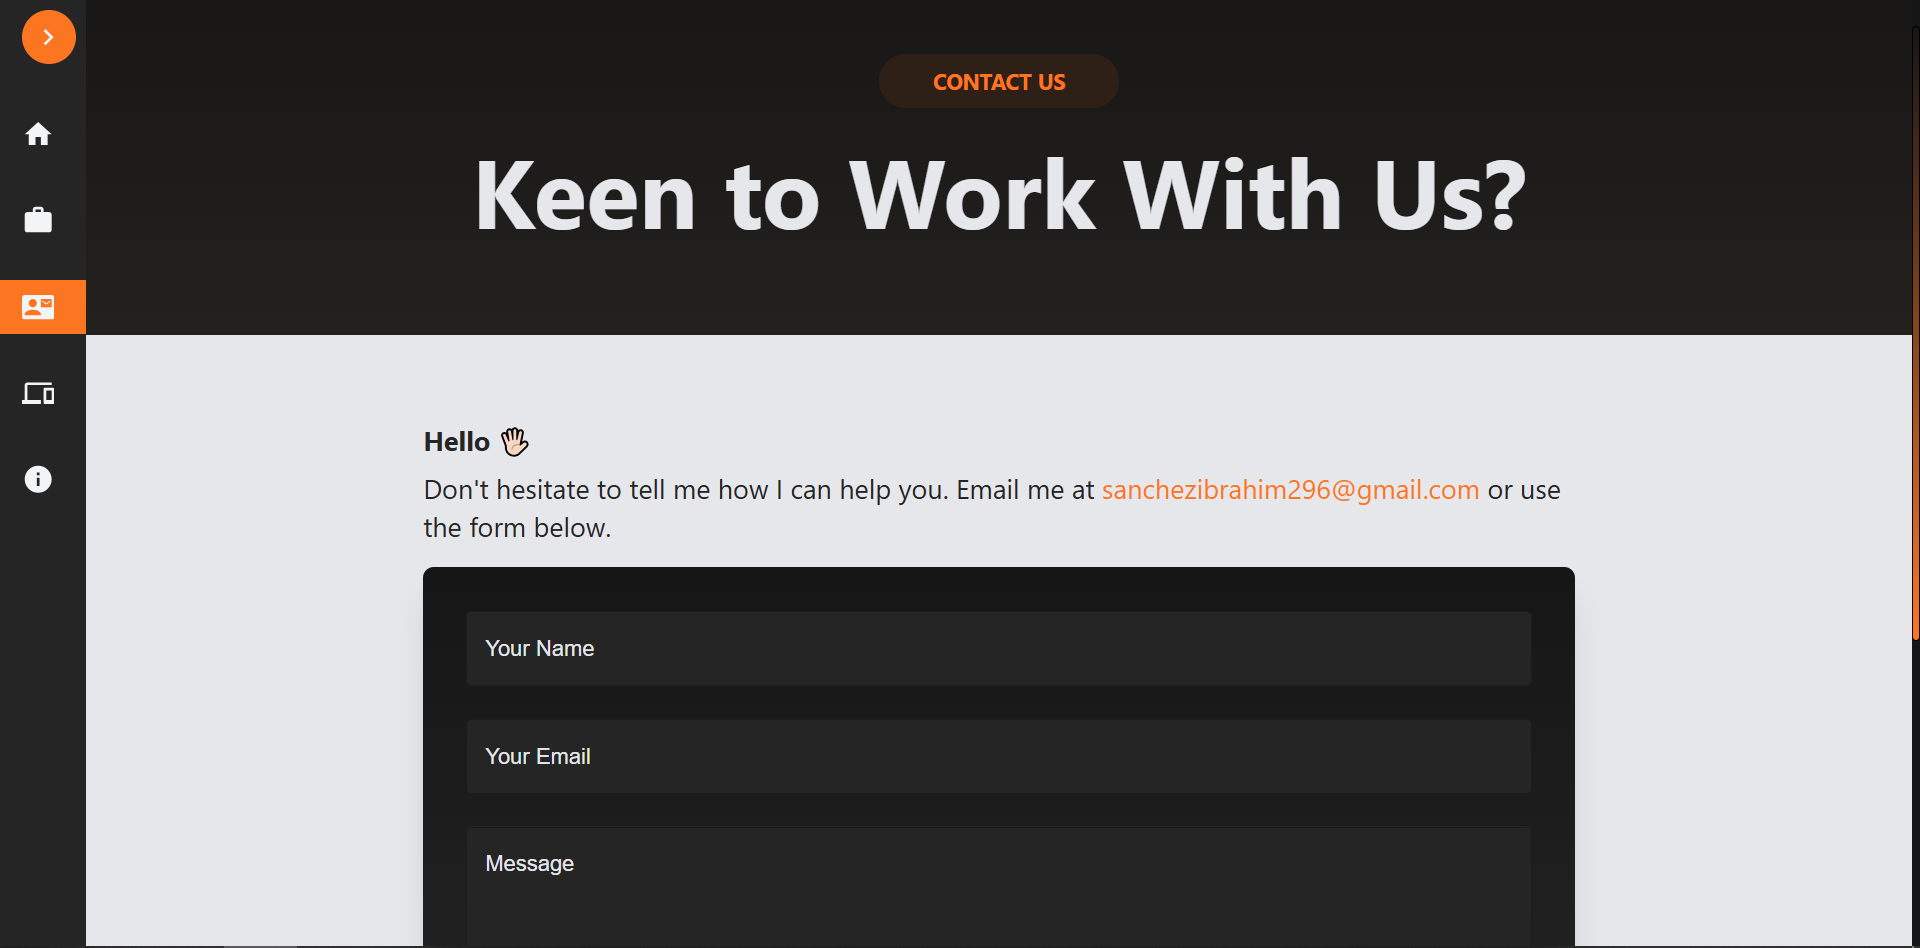 CONTACT US
Keen to Work With Us?
Hello 🖐🏻
Don't hesitate to tell me how I can help you. Email me at sanchezibrahim296@gmail.com or use
the form below.
Your Name
Your Email
Message